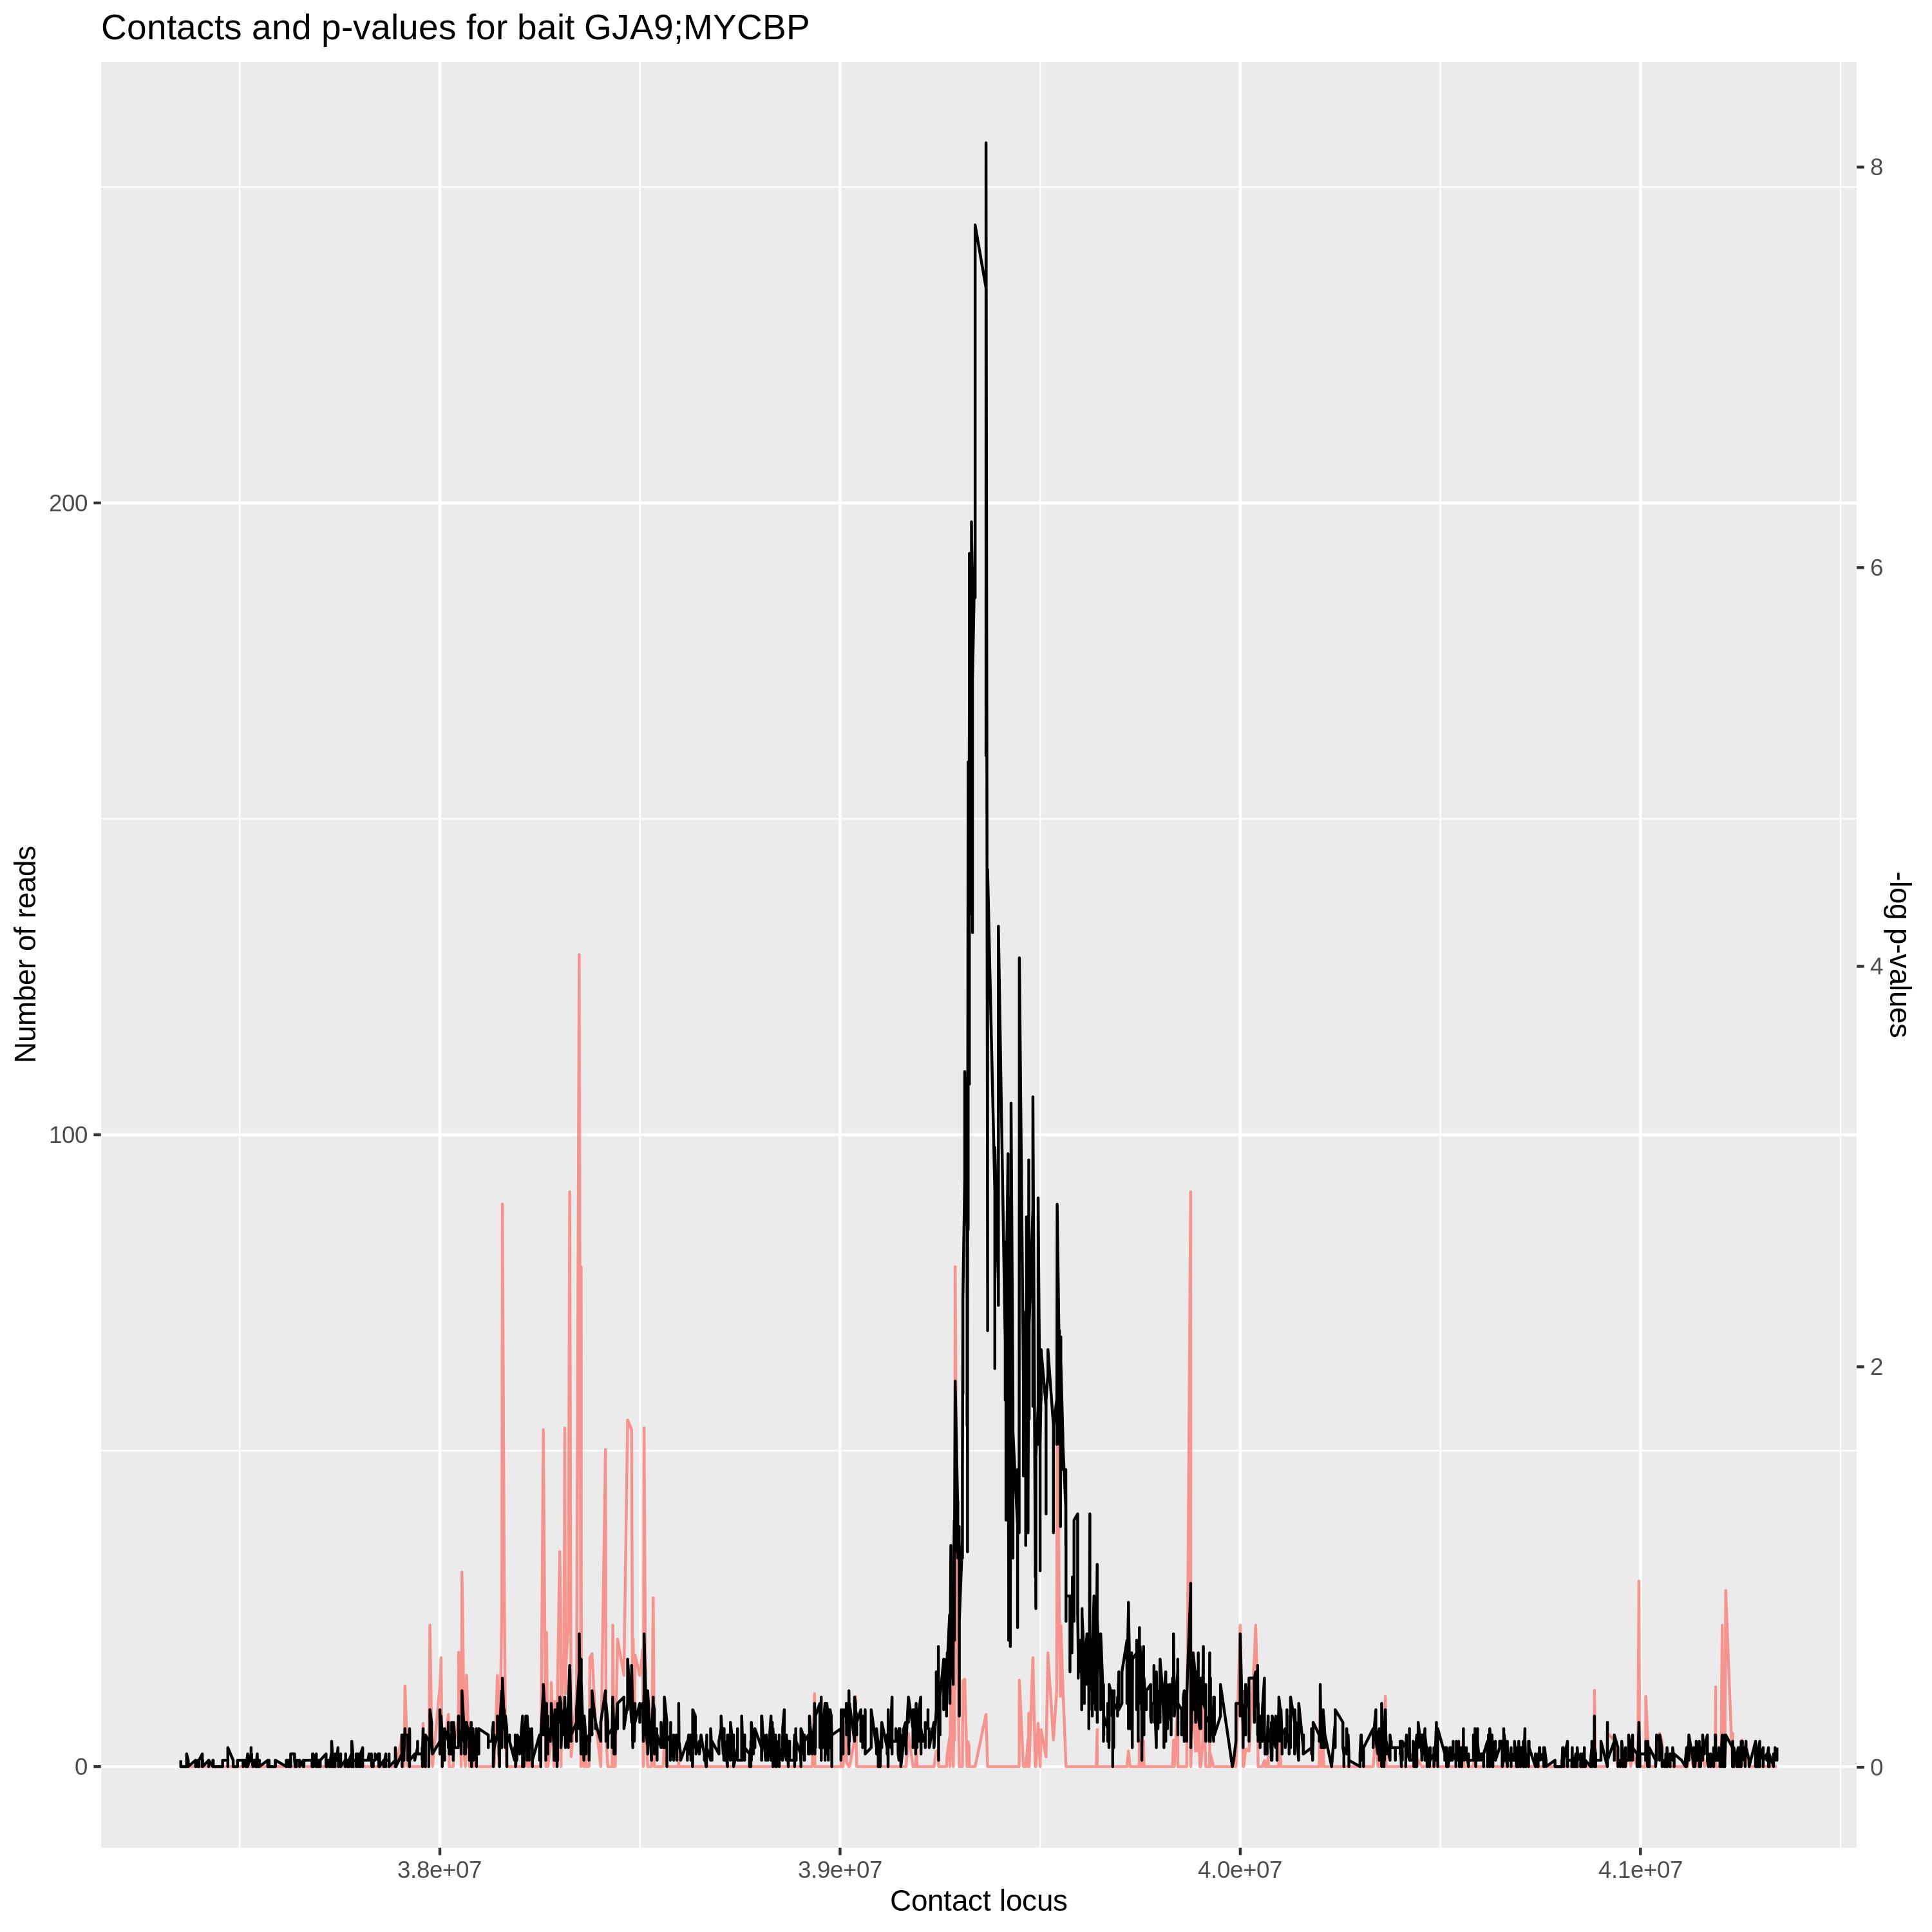 Contacts and p-values for bait GJA9;MYCBP
Number of reads
200
100
0
8
6
4
2
0
-log p-values
3.8e+07
3.9e+07
4.0e+07
4.1e+07
Contact locus